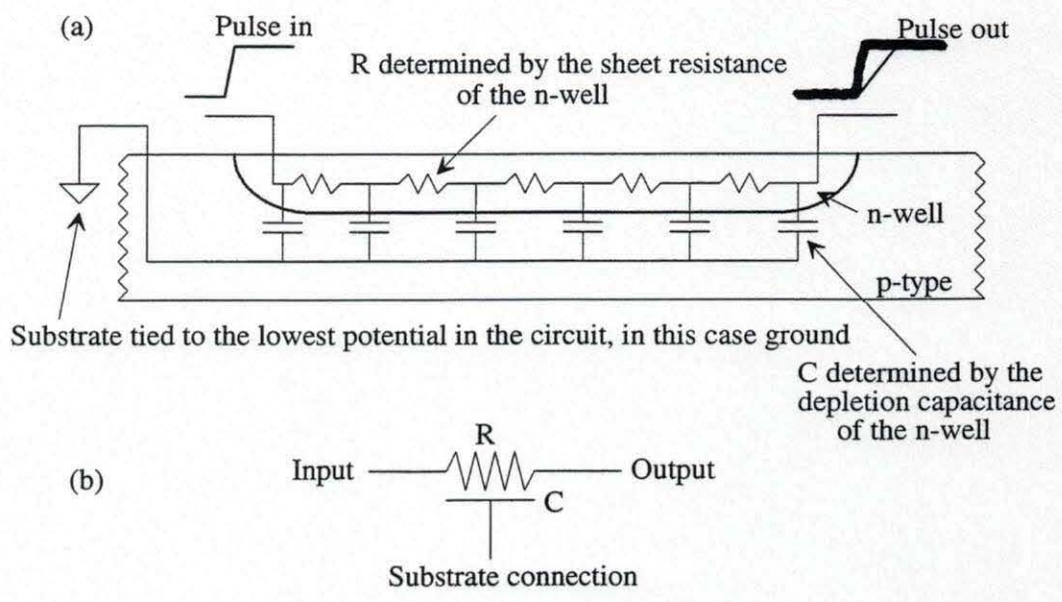 (a)
Pulse in
Pulse out
R determined by the sheet resistance
of the n-well
n-well
p-type
Substrate tied to the lowest potential in the circuit, in this case ground
C determined by the
depletion capacitance
of the n-well
(b)
R
Input
Output
C
Substrate connection